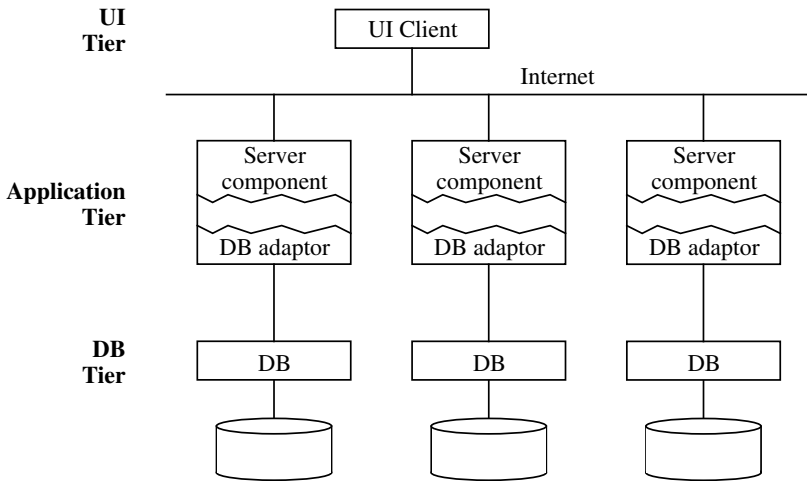 UI
Tier
UI Client
Internet
Application
Tier
Server
component
DB adaptor
Server
component
DB adaptor
Server
component
DB adaptor
DB
Tier
DB
DB
DB